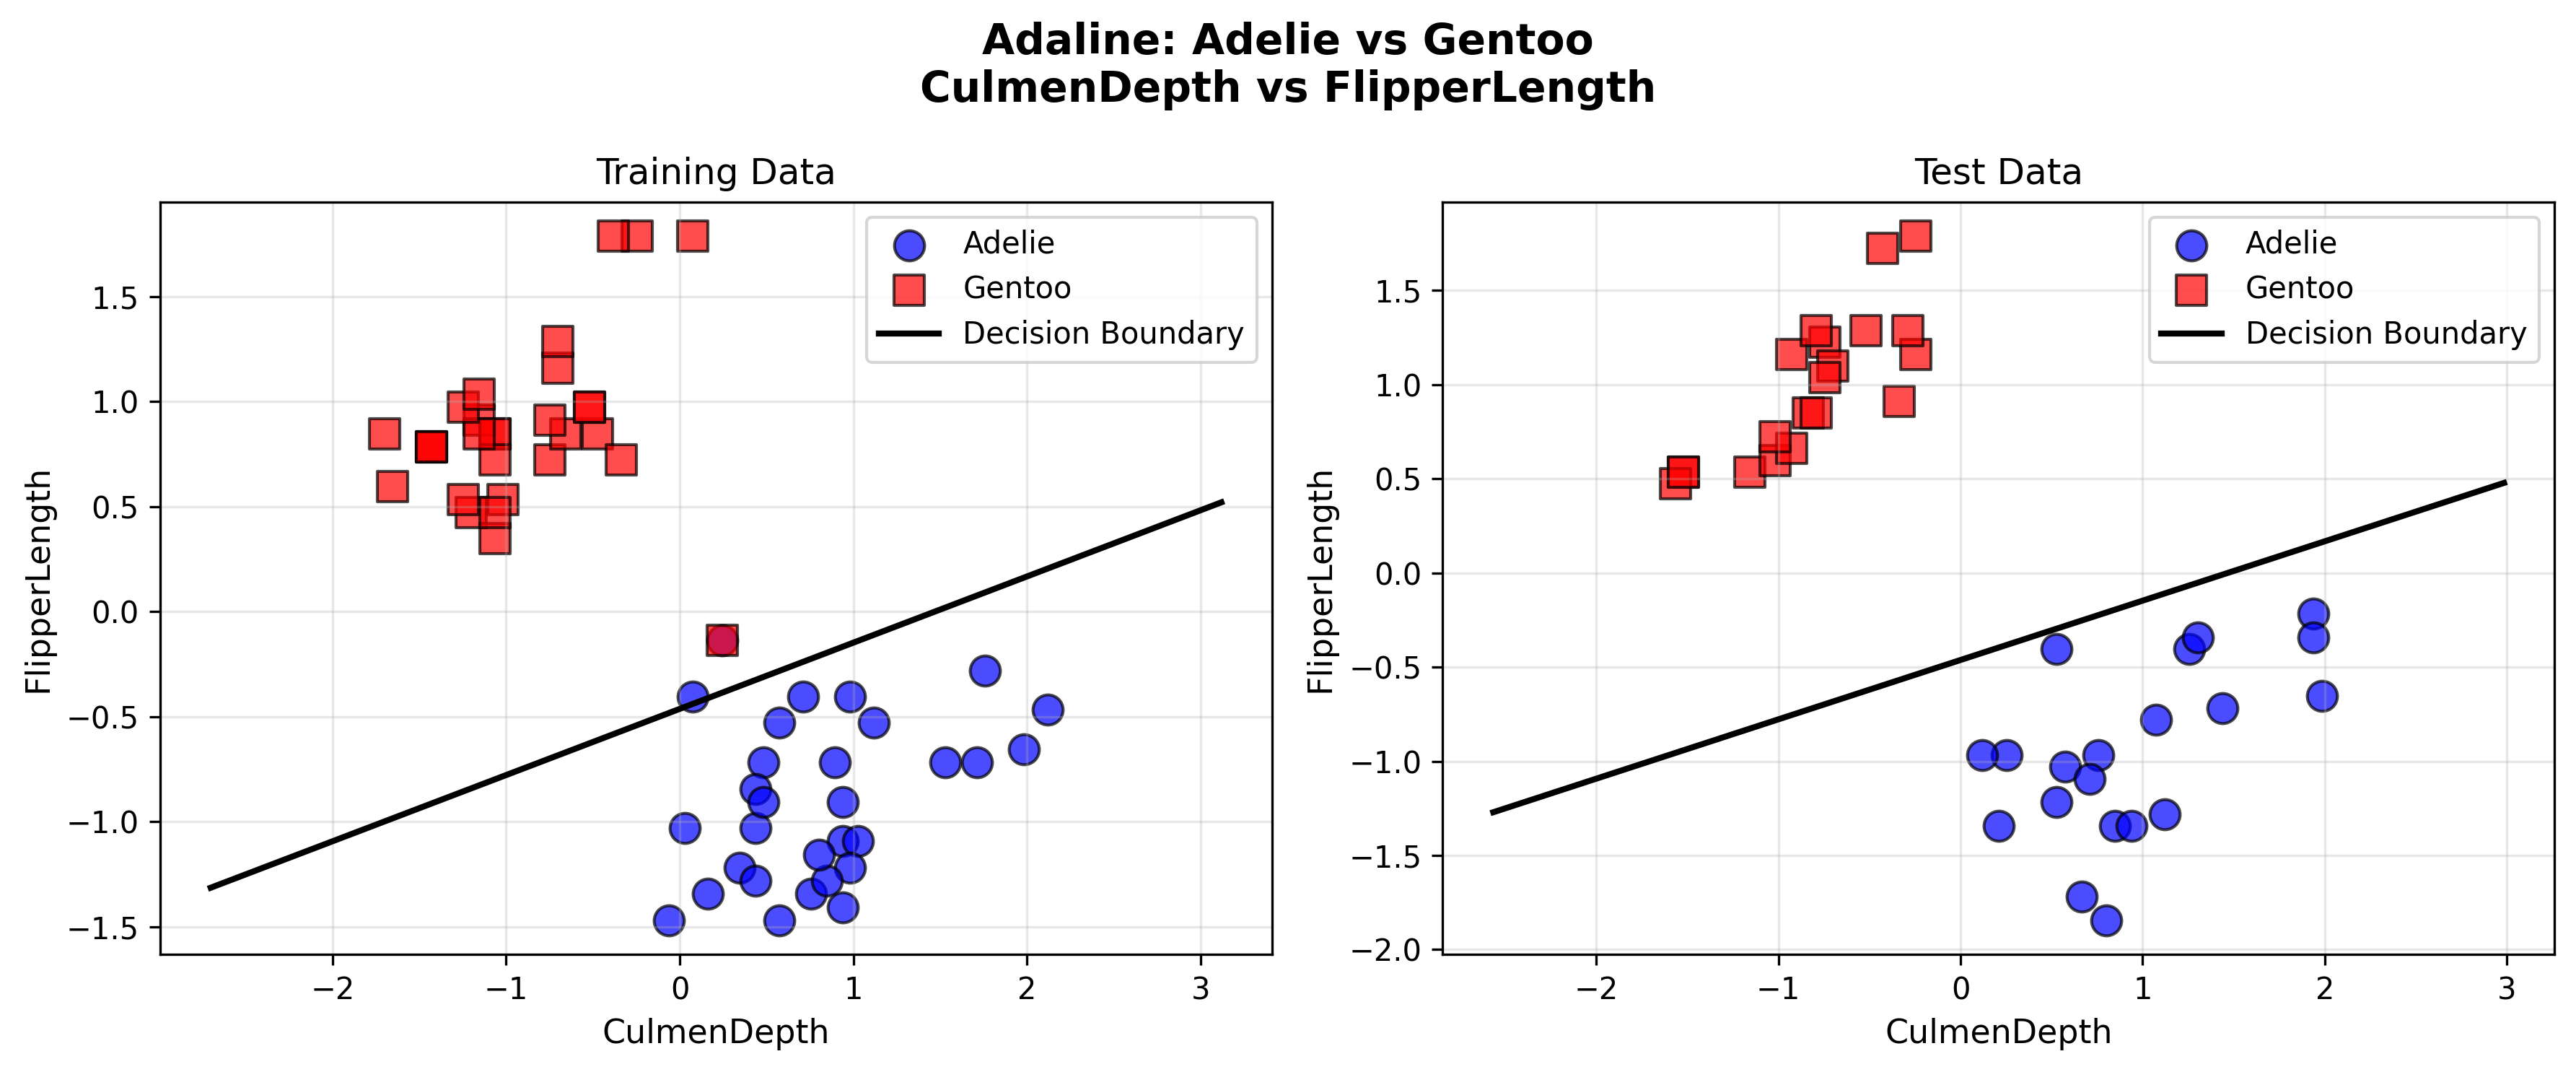 Adaline: Adelie vs Gentoo
CulmenDepth vs FlipperLength
Training Data
Adelie
Gentoo
Decision Boundary
1.5
1.0
0.5
0.0
−0.5
−1.0
−1.5
FlipperLength
−2
−1
0
1
2
3
CulmenDepth
Test Data
Adelie
Gentoo
Decision Boundary
1.5
1.0
0.5
0.0
−0.5
−1.0
−1.5
−2.0
FlipperLength
−2
−1
0
1
2
3
CulmenDepth